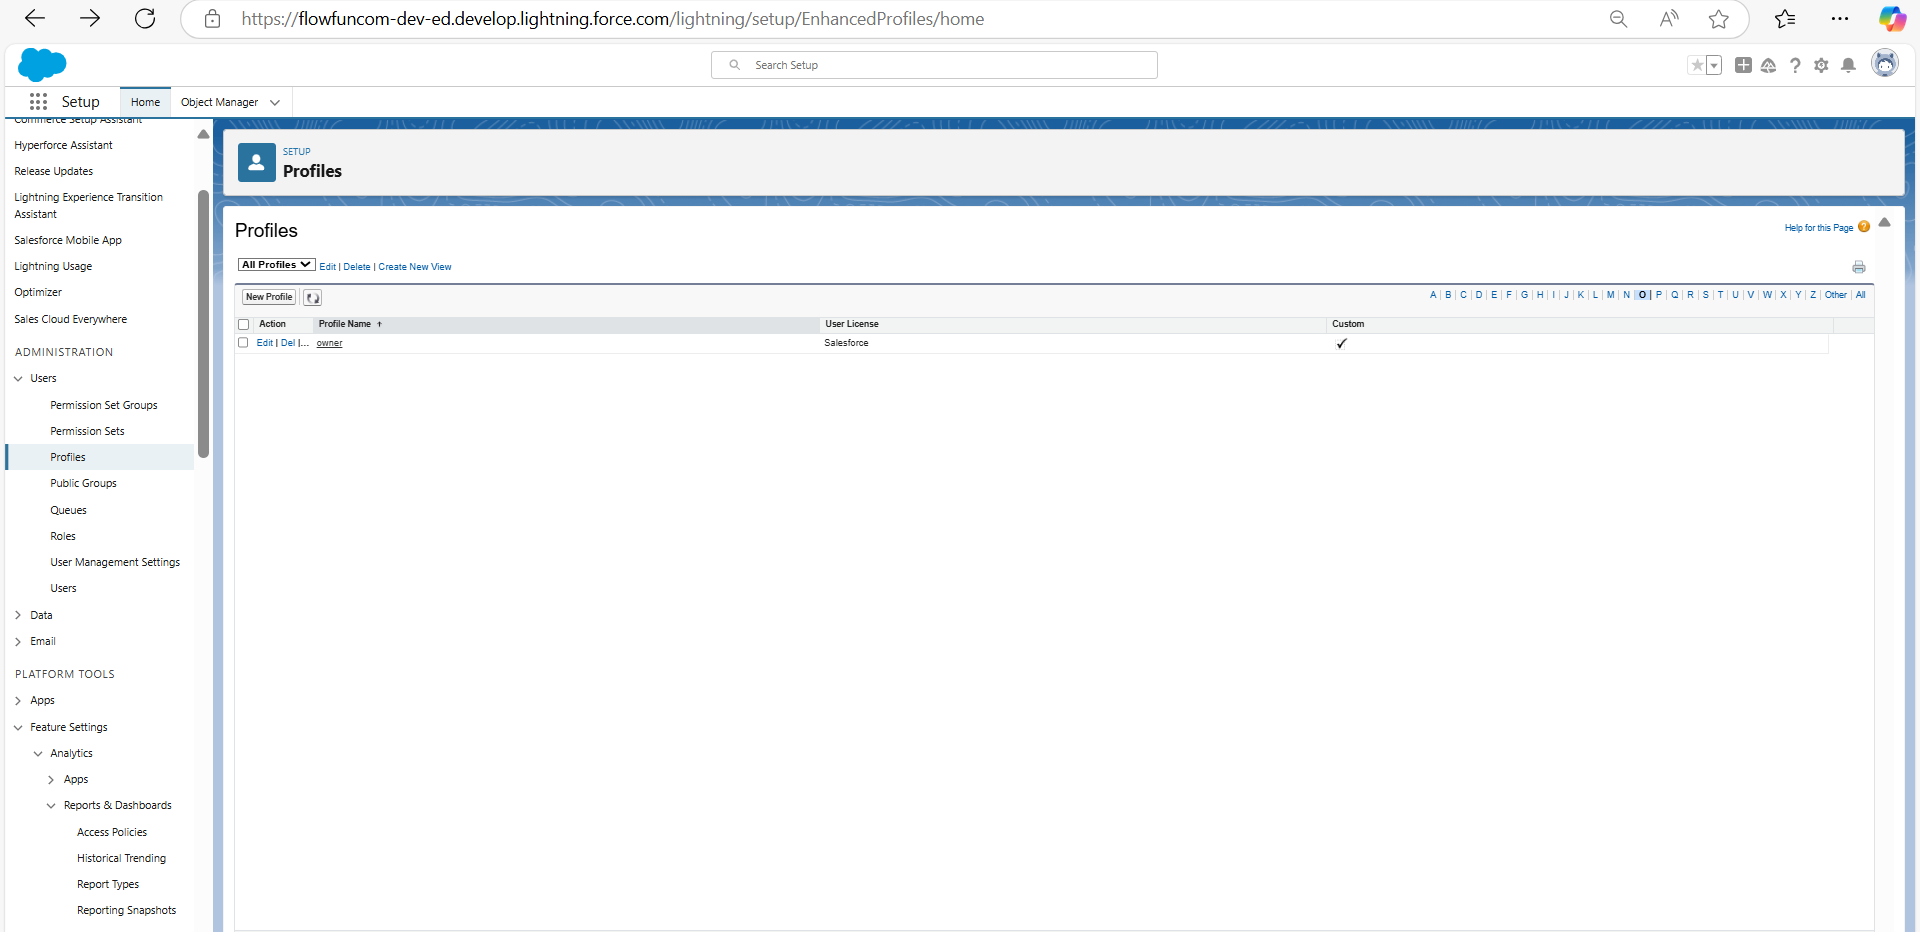 https://flowfuncom-dev-ed.develop.lightning.force.com/lightning/setup/EnhancedProfiles/home
Search Setup
Setup
Home
Object Manager
Commerce Setup Assistant
Hyperforce Assistant
Release Updates
Lightning Experience Transition
Assistant
Salesforce Mobile App
Lightning Usage
Optimizer
Sales Cloud Everywhere
ADMINISTRATION
Users
Permission Set Groups
Permission Sets
Profiles
Public Groups
Queues
Roles
User Management Settings
Users
Data
Email
PLATFORM TOOLS
Apps
Feature Settings
Analytics
Apps
Reports & Dashboards
Access Policies
Historical Trending
Report Types
Reporting Snapshots
SETUP
Profiles
Profiles
Help for this Page ?
All Profiles Edit | Delete | Create New View
New Profile
A | B | C | D | E | F | G | H | I | J | K | L | M | N | O | P | Q | R | S | T | U | V | W | X | Y | Z | Other | All
Action Profile Name ↑ User License Custom
Edit | Del |... owner Salesforce ✓